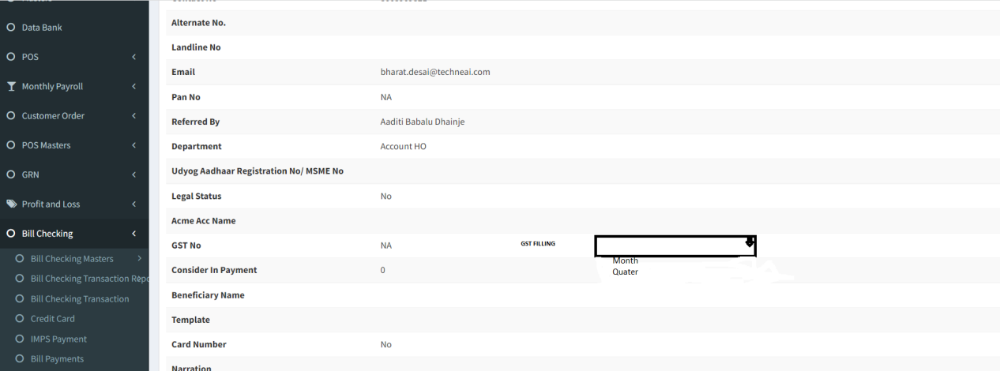 Data Bank
POS
Monthly Payroll
Customer Order
POS Masters
GRN
Profit and Loss
Bill Checking
Bill Checking Masters
Bill Checking Transaction Repo
Bill Checking Transaction
Credit Card
IMPS Payment
Bill Payments
Alternate No.
Landline No
Email bharat.desai@techneai.com
Pan No NA
Referred By Aaditi Babalu Dhainje
Department Account HO
Udyog Aadhaar Registration No/ MSME No
Legal Status No
Acme Acc Name
GST No NA GST FILLING
Month
Consider In Payment 0 Quater
Beneficiary Name
Template
Card Number No
Narration